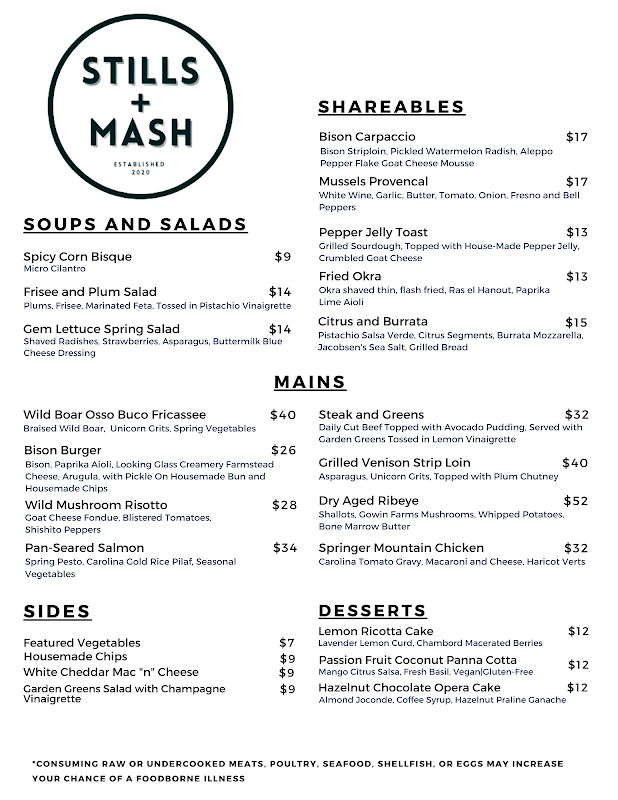 STILLS
+
MASH
ESTABLISHED
2020
SOUPS AND SALADS
Spicy Corn Bisque $9
Micro Cilantro
Frisee and Plum Salad $14
Plums, Frisee, Marinated Feta, Tossed in Pistachio Vinaigrette
Gem Lettuce Spring Salad $14
Shaved Radishes, Strawberries, Asparagus, Buttermilk Blue
Cheese Dressing
SHAREABLES
Bison Carpaccio $17
Bison Striploin, Pickled Watermelon Radish, Aleppo
Pepper Flake Goat Cheese Mousse
Mussels Provencal $17
White Wine, Garlic, Butter, Tomato, Onion, Fresno and Bell
Peppers
Pepper Jelly Toast $13
Grilled Sourdough, Topped with House-Made Pepper Jelly,
Crumbled Goat Cheese
Fried Okra $13
Okra shaved thin, flash fried, Ras el Hanout, Paprika
Lime Aioli
Citrus and Burrata $15
Pistachio Salsa Verde, Citrus Segments, Burrata Mozzarella,
Jacobsen's Sea Salt, Grilled Bread
MAINS
Wild Boar Osso Buco Fricassee $40
Braised Wild Boar, Unicorn Grits, Spring Vegetables
Bison Burger $26
Bison, Paprika Aioli, Looking Glass Creamery Farmstead
Cheese, Arugula, with Pickle On Housemade Bun and
Housemade Chips
Wild Mushroom Risotto $28
Goat Cheese Fondue, Blistered Tomatoes,
Shishito Peppers
Pan-Seared Salmon $34
Spring Pesto, Carolina Gold Rice Pilaf, Seasonal
Vegetables
Steak and Greens $32
Daily Cut Beef Topped with Avocado Pudding, Served with
Garden Greens Tossed in Lemon Vinaigrette
Grilled Venison Strip Loin $40
Asparagus, Unicorn Grits, Topped with Plum Chutney
Dry Aged Ribeye $52
Shallots, Gowin Farms Mushrooms, Whipped Potatoes,
Bone Marrow Butter
Springer Mountain Chicken $32
Carolina Tomato Gravy, Macaroni and Cheese, Haricot Verts
SIDES
Featured Vegetables $7
Housemade Chips $9
White Cheddar Mac "n" Cheese $9
Garden Greens Salad with Champagne $9
Vinaigrette
DESSERTS
Lemon Ricotta Cake $12
Lavender Lemon Curd, Chambord Macerated Berries
Passion Fruit Coconut Panna Cotta $12
Mango Citrus Salsa, Fresh Basil, Vegan|Gluten-Free
Hazelnut Chocolate Opera Cake $12
Almond Joconde, Coffee Syrup, Hazelnut Praline Ganache
*CONSUMING RAW OR UNDERCOOKED MEATS, POULTRY, SEAFOOD, SHELLFISH, OR EGGS MAY INCREASE
YOUR CHANCE OF A FOODBORNE ILLNESS